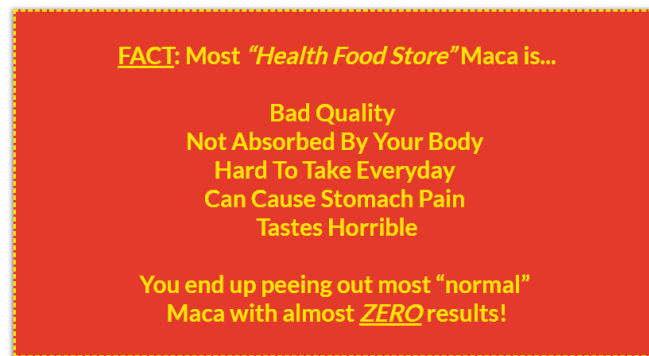 FACT: Most “Health Food Store” Maca is...
Bad Quality
Not Absorbed By Your Body
Hard To Take Everyday
Can Cause Stomach Pain
Tastes Horrible
You end up peeing out most “normal”
Maca with almost ZERO results!